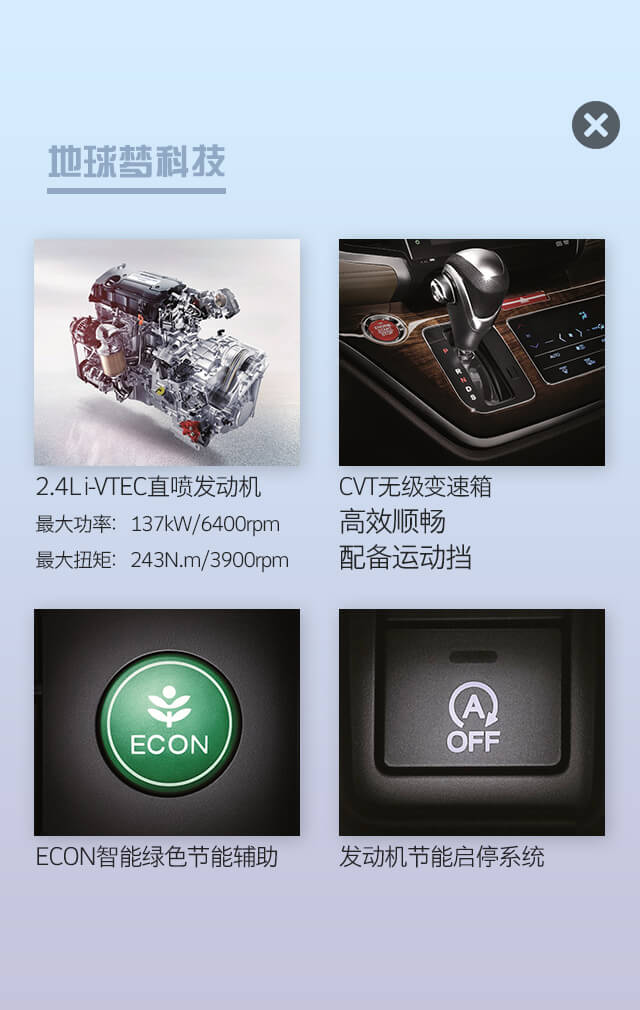 地球梦科技
2.4L i-VTEC直喷发动机
最大功率: 137kW/6400rpm
最大扭矩: 243N.m/3900rpm
ENGINE
START
STOP
P
R
N
D
S
CVT无级变速箱
高效顺畅
配备运动挡
ECON
ECON智能绿色节能辅助
A
OFF
发动机节能启停系统